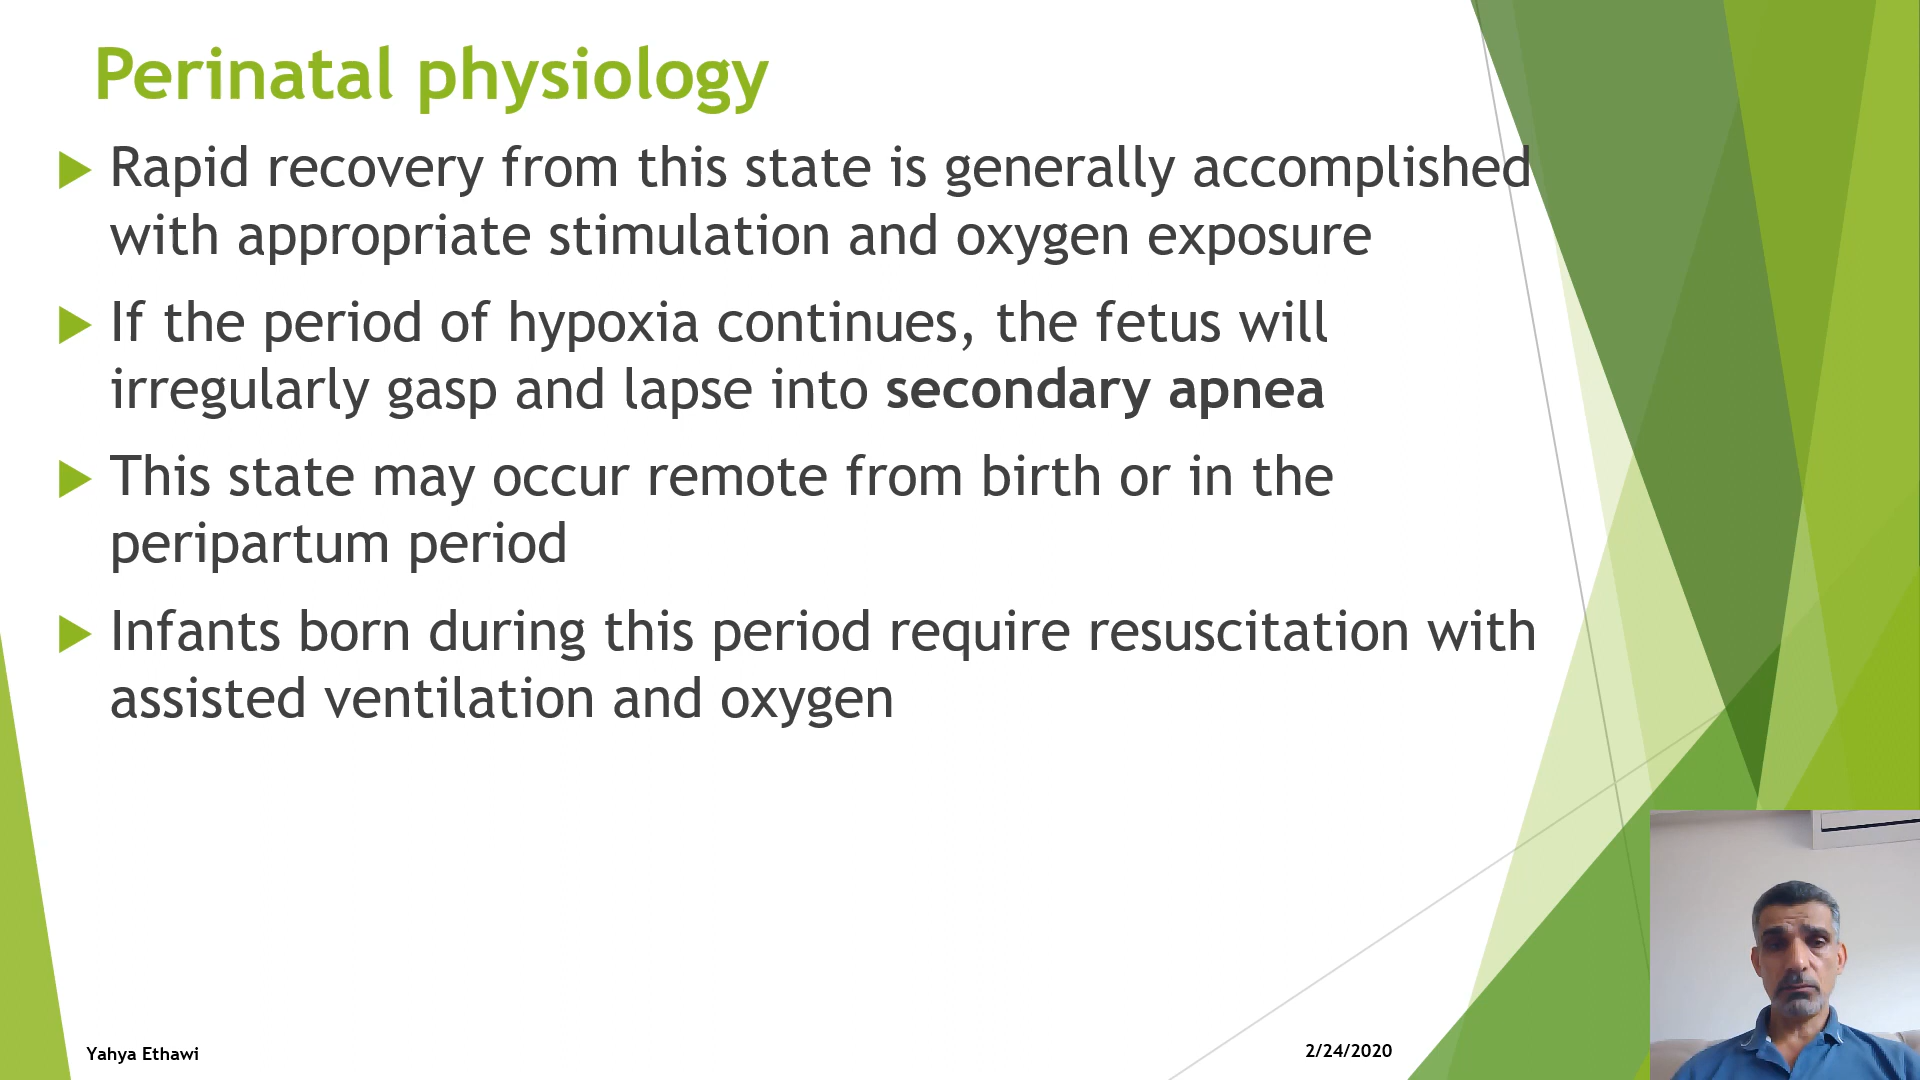 Perinatal physiology
Rapid recovery from this state is generally accomplished
with appropriate stimulation and oxygen exposure
If the period of hypoxia continues, the fetus will
irregularly gasp and lapse into secondary apnea
This state may occur remote from birth or in the
peripartum period
Infants born during this period require resuscitation with
assisted ventilation and oxygen
Yahya Ethawi
2/24/2020